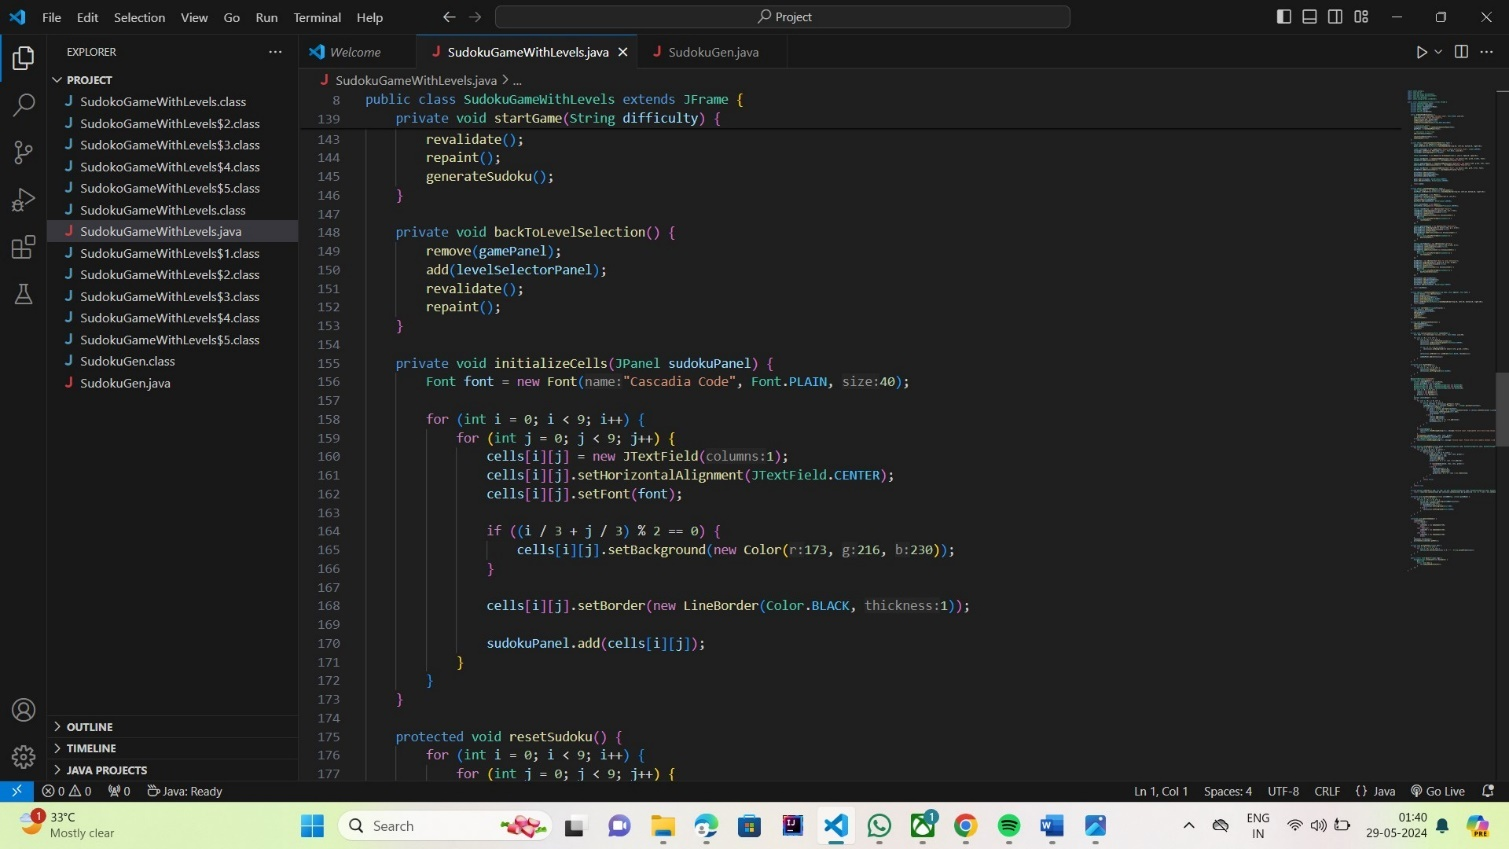 File Edit Selection View Go Run Terminal Help
Project
EXPLORER
PROJECT
SudokoGameWithLevels.class
SudokoGameWithLevels$2.class
SudokoGameWithLevels$3.class
SudokoGameWithLevels$4.class
SudokoGameWithLevels$5.class
SudokuGameWithLevels.class
SudokuGameWithLevels.java
SudokuGameWithLevels$1.class
SudokuGameWithLevels$2.class
SudokuGameWithLevels$3.class
SudokuGameWithLevels$4.class
SudokuGameWithLevels$5.class
SudokuGen.class
SudokuGen.java
OUTLINE
TIMELINE
JAVA PROJECTS
Welcome SudokuGameWithLevels.java SudokuGen.java
SudokuGameWithLevels.java > ...
8 public class SudokuGameWithLevels extends JFrame {
139 private void startGame(String difficulty) {
143 revalidate();
144 repaint();
145 generateSudoku();
146 }
147
148 private void backToLevelSelection() {
149 remove(gamePanel);
150 add(levelSelectorPanel);
151 revalidate();
152 repaint();
153 }
154
155 private void initializeCells(JPanel sudokuPanel) {
156 Font font = new Font(name:"Cascadia Code", Font.PLAIN, size:40);
157
158 for (int i = 0; i < 9; i++) {
159 for (int j = 0; j < 9; j++) {
160 cells[i][j] = new JTextField(columns:1);
161 cells[i][j].setHorizontalAlignment(JTextField.CENTER);
162 cells[i][j].setFont(font);
163
164 if ((i / 3 + j / 3) % 2 == 0) {
165 cells[i][j].setBackground(new Color(r:173, g:216, b:230));
166 }
167
168 cells[i][j].setBorder(new LineBorder(Color.BLACK, thickness:1));
169
170 sudokuPanel.add(cells[i][j]);
171 }
172 }
173 }
174
175 protected void resetSudoku() {
176 for (int i = 0; i < 9; i++) {
177 for (int j = 0; j < 9; j++) {
0 0 0 Java: Ready
Ln 1, Col 1 Spaces: 4 UTF-8 CRLF {} Java Go Live
1
33°C
Mostly clear
Search
1
ENG
IN
01:40
29-05-2024
PRE